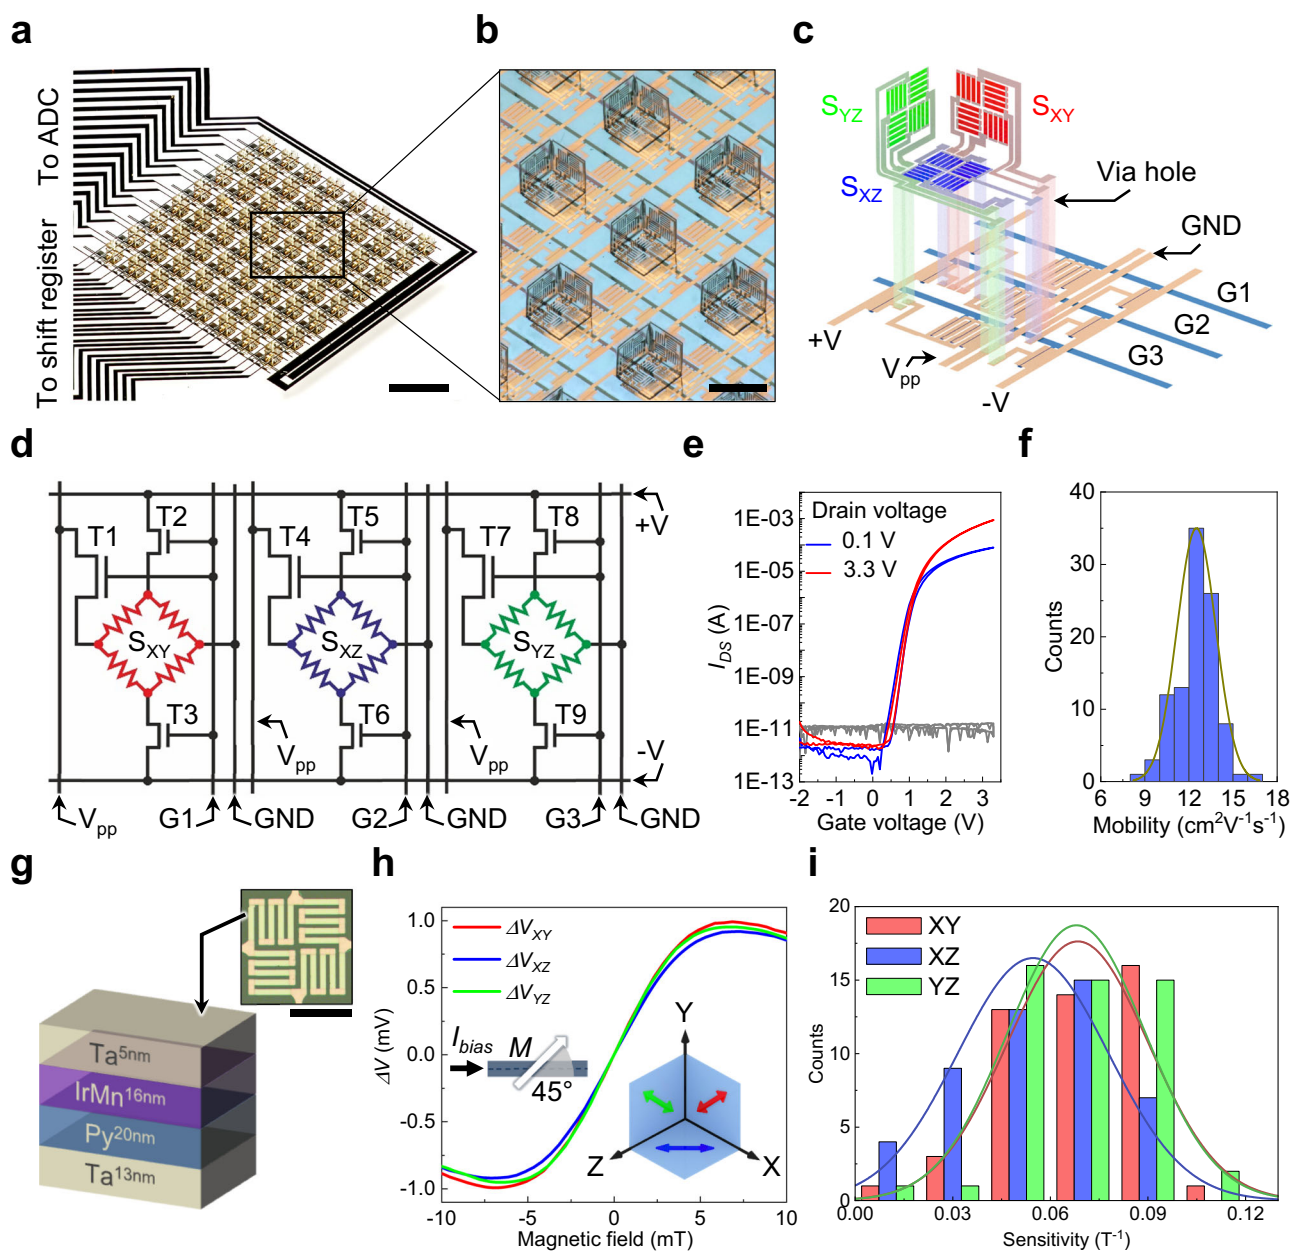 a
To ADC
To shift register
b
c
S_YZ
S_XY
S_XZ
Via hole
GND
G1
G2
G3
+V
V_pp
-V
d
+V
T1
T2
T4
T5
T7
T8
S_XY
S_XZ
S_YZ
T3
T6
T9
V_pp
V_pp
-V
V_pp
G1
GND
G2
GND
G3
GND
e
Drain voltage
0.1 V
3.3 V
1E-03
1E-05
1E-07
1E-09
1E-11
1E-13
I_DS (A)
-2 -1 0 1 2 3
Gate voltage (V)
f
40
30
20
10
0
Counts
6 9 12 15 18
Mobility (cm²V⁻¹s⁻¹)
g
Ta⁵ⁿᵐ
IrMn¹⁶ⁿᵐ
Py²⁰ⁿᵐ
Ta¹³ⁿᵐ
h
1.0
0.5
0.0
-0.5
-1.0
ΔV (mV)
ΔV_XY
ΔV_XZ
ΔV_YZ
I_bias
M
45°
Y
Z
X
-10 -5 0 5 10
Magnetic field (mT)
i
20
15
10
5
0
Counts
XY
XZ
YZ
0.00 0.03 0.06 0.09 0.12
Sensitivity (T⁻¹)